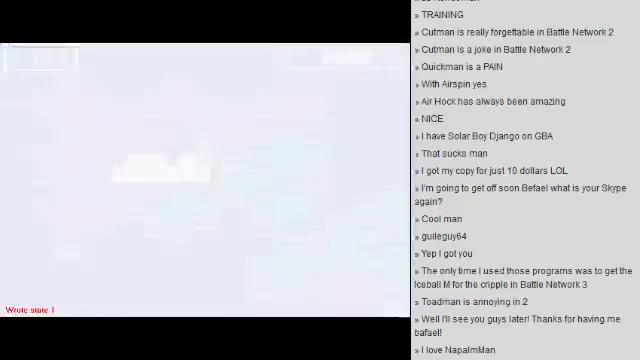 » TRAINING
» Cutman is really forgettable in Battle Network 2
» Cutman is a joke in Battle Network 2
» Quickman is a PAIN
» With Airspin yes
» Air Hock has always been amazing
» NICE
» I have Solar Boy Django on GBA
» That sucks man
» I got my copy for just 10 dollars LOL
» I'm going to get off soon Befael what is your Skype
again?
» Cool man
» guileguy64
» Yep I got you
» The only time I used those programs was to get the
Iceball M for the cripple in Battle Network 3
» Toadman is annoying in 2
» Well I'll see you guys later! Thanks for having me
bafael!
» I love NapalmMan
Wrote state 1